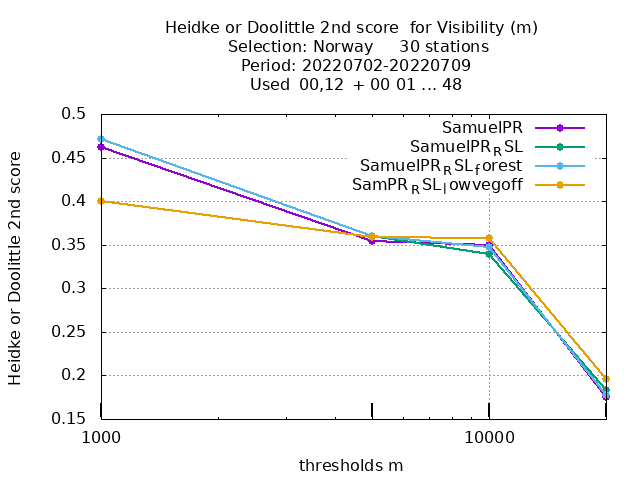 Heidke or Doolittle 2nd score  for Visibility (m)
Selection: Norway     30 stations
Period: 20220702-20220709
Used  00,12  + 00 01 ... 48
Heidke or Doolittle 2nd score
0.5
0.45
0.4
0.35
0.3
0.25
0.2
0.15
SamuelPR
SamuelPR_RSL
SamuelPR_RSL_forest
SamPR_RSL_lowvegoff
1000
10000
thresholds m